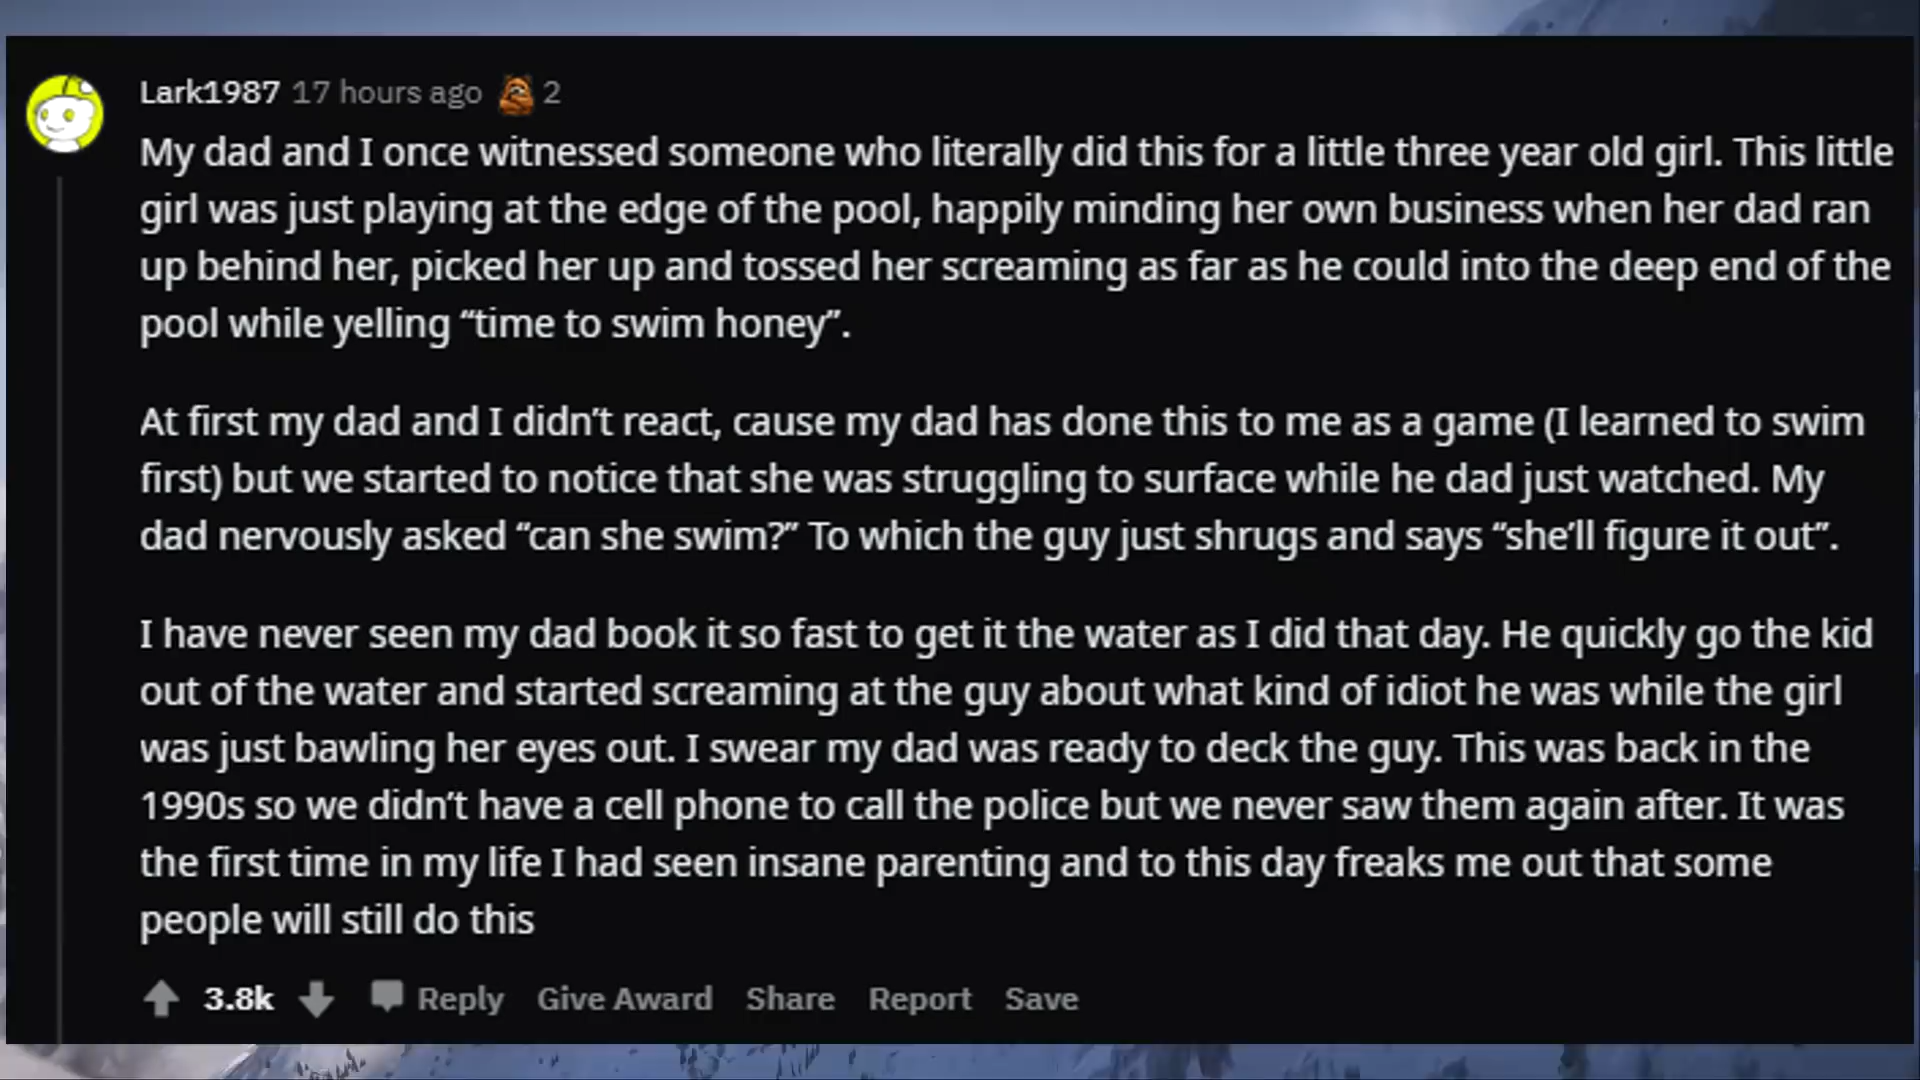 Lark1987 17 hours ago 2
My dad and I once witnessed someone who literally did this for a little three year old girl. This little
girl was just playing at the edge of the pool, happily minding her own business when her dad ran
up behind her, picked her up and tossed her screaming as far as he could into the deep end of the
pool while yelling “time to swim honey”.
At first my dad and I didn’t react, cause my dad has done this to me as a game (I learned to swim
first) but we started to notice that she was struggling to surface while he dad just watched. My
dad nervously asked “can she swim?” To which the guy just shrugs and says “she’ll figure it out”.
I have never seen my dad book it so fast to get it the water as I did that day. He quickly go the kid
out of the water and started screaming at the guy about what kind of idiot he was while the girl
was just bawling her eyes out. I swear my dad was ready to deck the guy. This was back in the
1990s so we didn’t have a cell phone to call the police but we never saw them again after. It was
the first time in my life I had seen insane parenting and to this day freaks me out that some
people will still do this
3.8k Reply Give Award Share Report Save